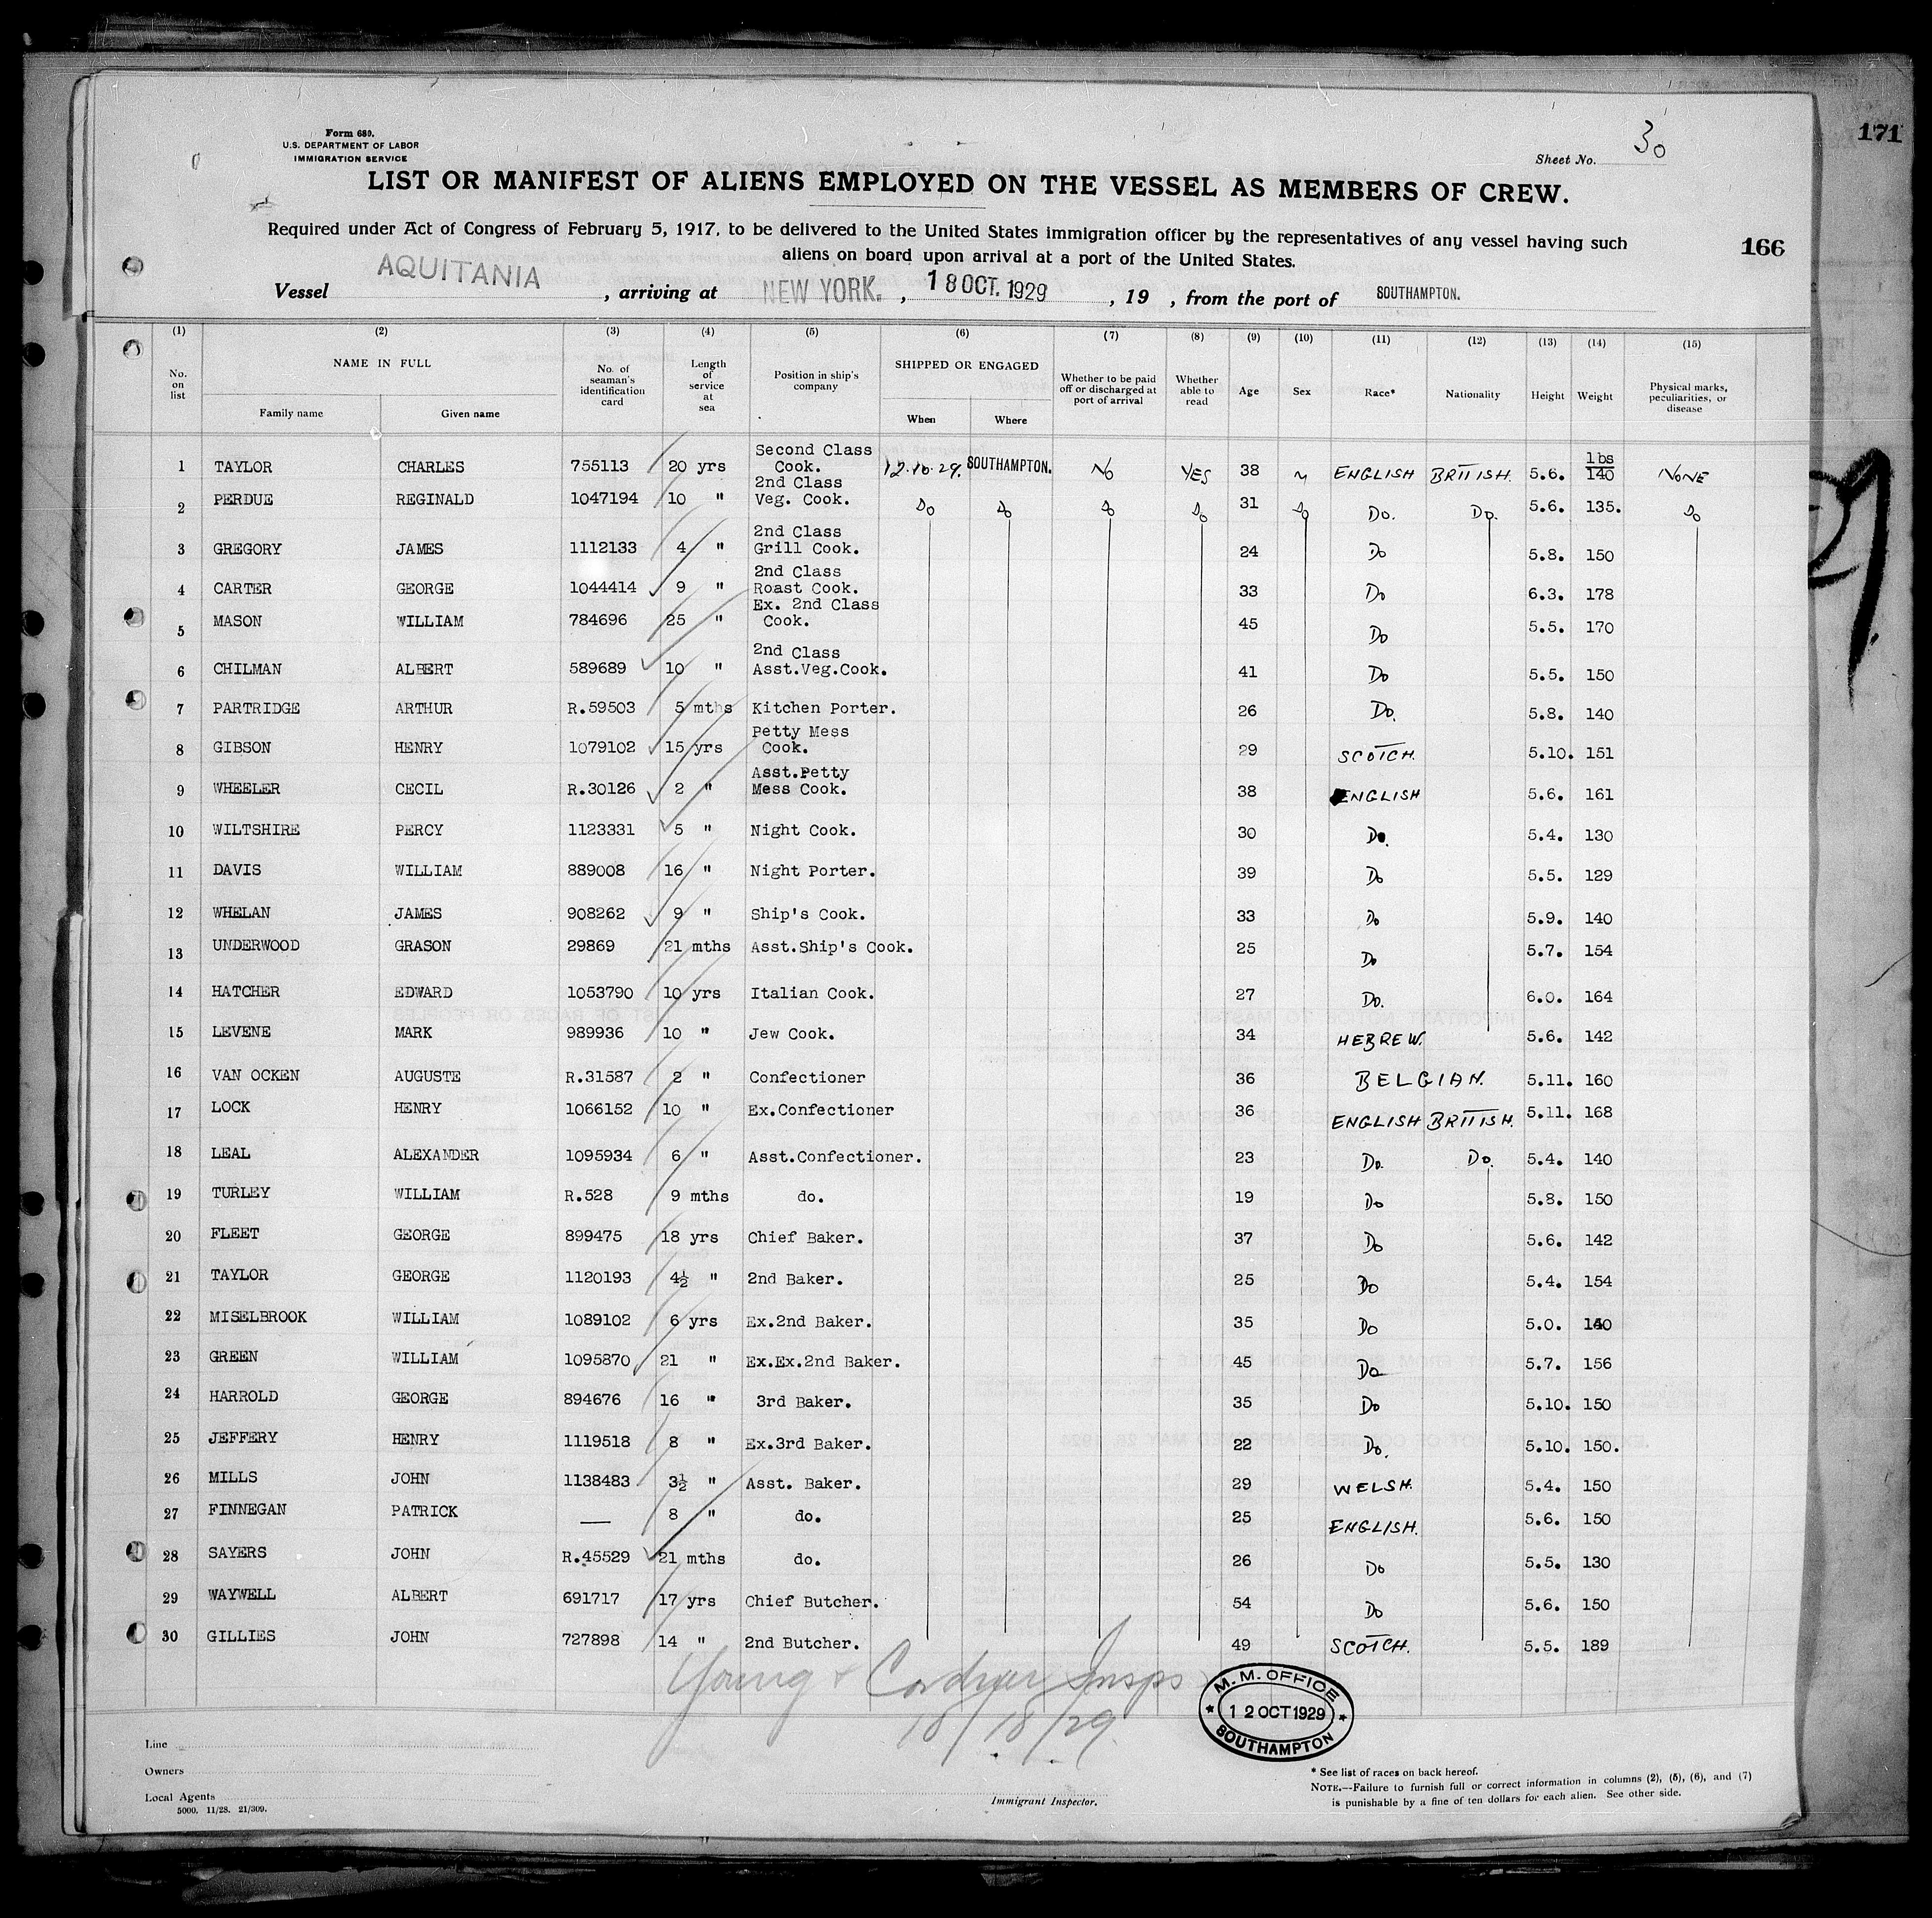 171
Form 680.
U.S. DEPARTMENT OF LABOR
IMMIGRATION SERVICE
Sheet No. 30
LIST OR MANIFEST OF ALIENS EMPLOYED ON THE VESSEL AS MEMBERS OF CREW.
Required under Act of Congress of February 5, 1917, to be delivered to the United States immigration officer by the representatives of any vessel having such
aliens on board upon arrival at a port of the United States.
166
Vessel AQUITANIA, arriving at NEW YORK., 18 OCT. 1929, 19 , from the port of SOUTHAMPTON.
(1) (2) (3) (4) (5) (6) (7) (8) (9) (10) (11) (12) (13) (14) (15)
No. on list NAME IN FULL Family name Given name No. of seaman's identification card Length of service at sea Position in ship's company SHIPPED OR ENGAGED When Where Whether to be paid off or discharged at port of arrival Whether able to read Age Sex Race* Nationality Height Weight Physical marks, peculiarities, or disease
1 TAYLOR CHARLES 755113 20 yrs Second Class Cook. 12.10.29. SOUTHAMPTON. NO YES 38 M ENGLISH BRITISH. 5.6. lbs 140 NONE
2 PERDUE REGINALD 1047194 10 " 2nd Class Veg. Cook. Do Do Do Do 31 Do Do. Do. 5.6. 135. Do
3 GREGORY JAMES 1112133 4 " 2nd Class Grill Cook. 24 Do 5.8. 150
4 CARTER GEORGE 1044414 9 " 2nd Class Roast Cook. 33 Do 6.3. 178
5 MASON WILLIAM 784696 25 " Ex. 2nd Class Cook. 45 Do 5.5. 170
6 CHILMAN ALBERT 589689 10 " 2nd Class Asst.Veg.Cook. 41 Do 5.5. 150
7 PARTRIDGE ARTHUR R.59503 5 mths Kitchen Porter. 26 Do. 5.8. 140
8 GIBSON HENRY 1079102 15 yrs Petty Mess Cook. 29 SCOTCH. 5.10. 151
9 WHEELER CECIL R.30126 2 " Asst.Petty Mess Cook. 38 ENGLISH 5.6. 161
10 WILTSHIRE PERCY 1123331 5 " Night Cook. 30 Do. 5.4. 130
11 DAVIS WILLIAM 889008 16 " Night Porter. 39 Do 5.5. 129
12 WHELAN JAMES 908262 9 " Ship's Cook. 33 Do 5.9. 140
13 UNDERWOOD GRASON 29869 21 mths Asst.Ship's Cook. 25 Do 5.7. 154
14 HATCHER EDWARD 1053790 10 yrs Italian Cook. 27 Do. 6.0. 164
15 LEVENE MARK 989936 10 " Jew Cook. 34 HEBREW. 5.6. 142
16 VAN OCKEN AUGUSTE R.31587 2 " Confectioner 36 BELGIAN. 5.11. 160
17 LOCK HENRY 1066152 10 " Ex.Confectioner 36 ENGLISH BRITISH. 5.11. 168
18 LEAL ALEXANDER 1095934 6 " Asst.Confectioner. 23 Do. Do. 5.4. 140
19 TURLEY WILLIAM R.528 9 mths do. 19 Do 5.8. 150
20 FLEET GEORGE 899475 18 yrs Chief Baker. 37 Do 5.6. 142
21 TAYLOR GEORGE 1120193 4½ " 2nd Baker. 25 Do 5.4. 154
22 MISELBROOK WILLIAM 1089102 6 yrs Ex.2nd Baker. 35 Do 5.0. 140
23 GREEN WILLIAM 1095870 21 " Ex.Ex.2nd Baker. 45 Do 5.7. 156
24 HARROLD GEORGE 894676 16 " 3rd Baker. 35 Do 5.10. 150
25 JEFFERY HENRY 1119518 8 " Ex.3rd Baker. 22 Do. 5.10. 150.
26 MILLS JOHN 1138483 3½ " Asst. Baker. 29 WELSH. 5.4. 150
27 FINNEGAN PATRICK — 8 " do. 25 ENGLISH. 5.6. 150
28 SAYERS JOHN R.45529 21 mths do. 26 Do 5.5. 130
29 WAYWELL ALBERT 691717 17 yrs Chief Butcher. 54 Do 5.6. 150
30 GILLIES JOHN 727898 14 " 2nd Butcher. 49 SCOTCH. 5.5. 189
Young + Insps
10/18/29
M.M. OFFICE
12 OCT 1929
SOUTHAMPTON
Line
Owners
Local Agents
5000. 11/28. 21/309.
Immigrant Inspector.
* See list of races on back hereof.
NOTE.—Failure to furnish full or correct information in columns (2), (5), (6), and (7)
is punishable by a fine of ten dollars for each alien. See other side.